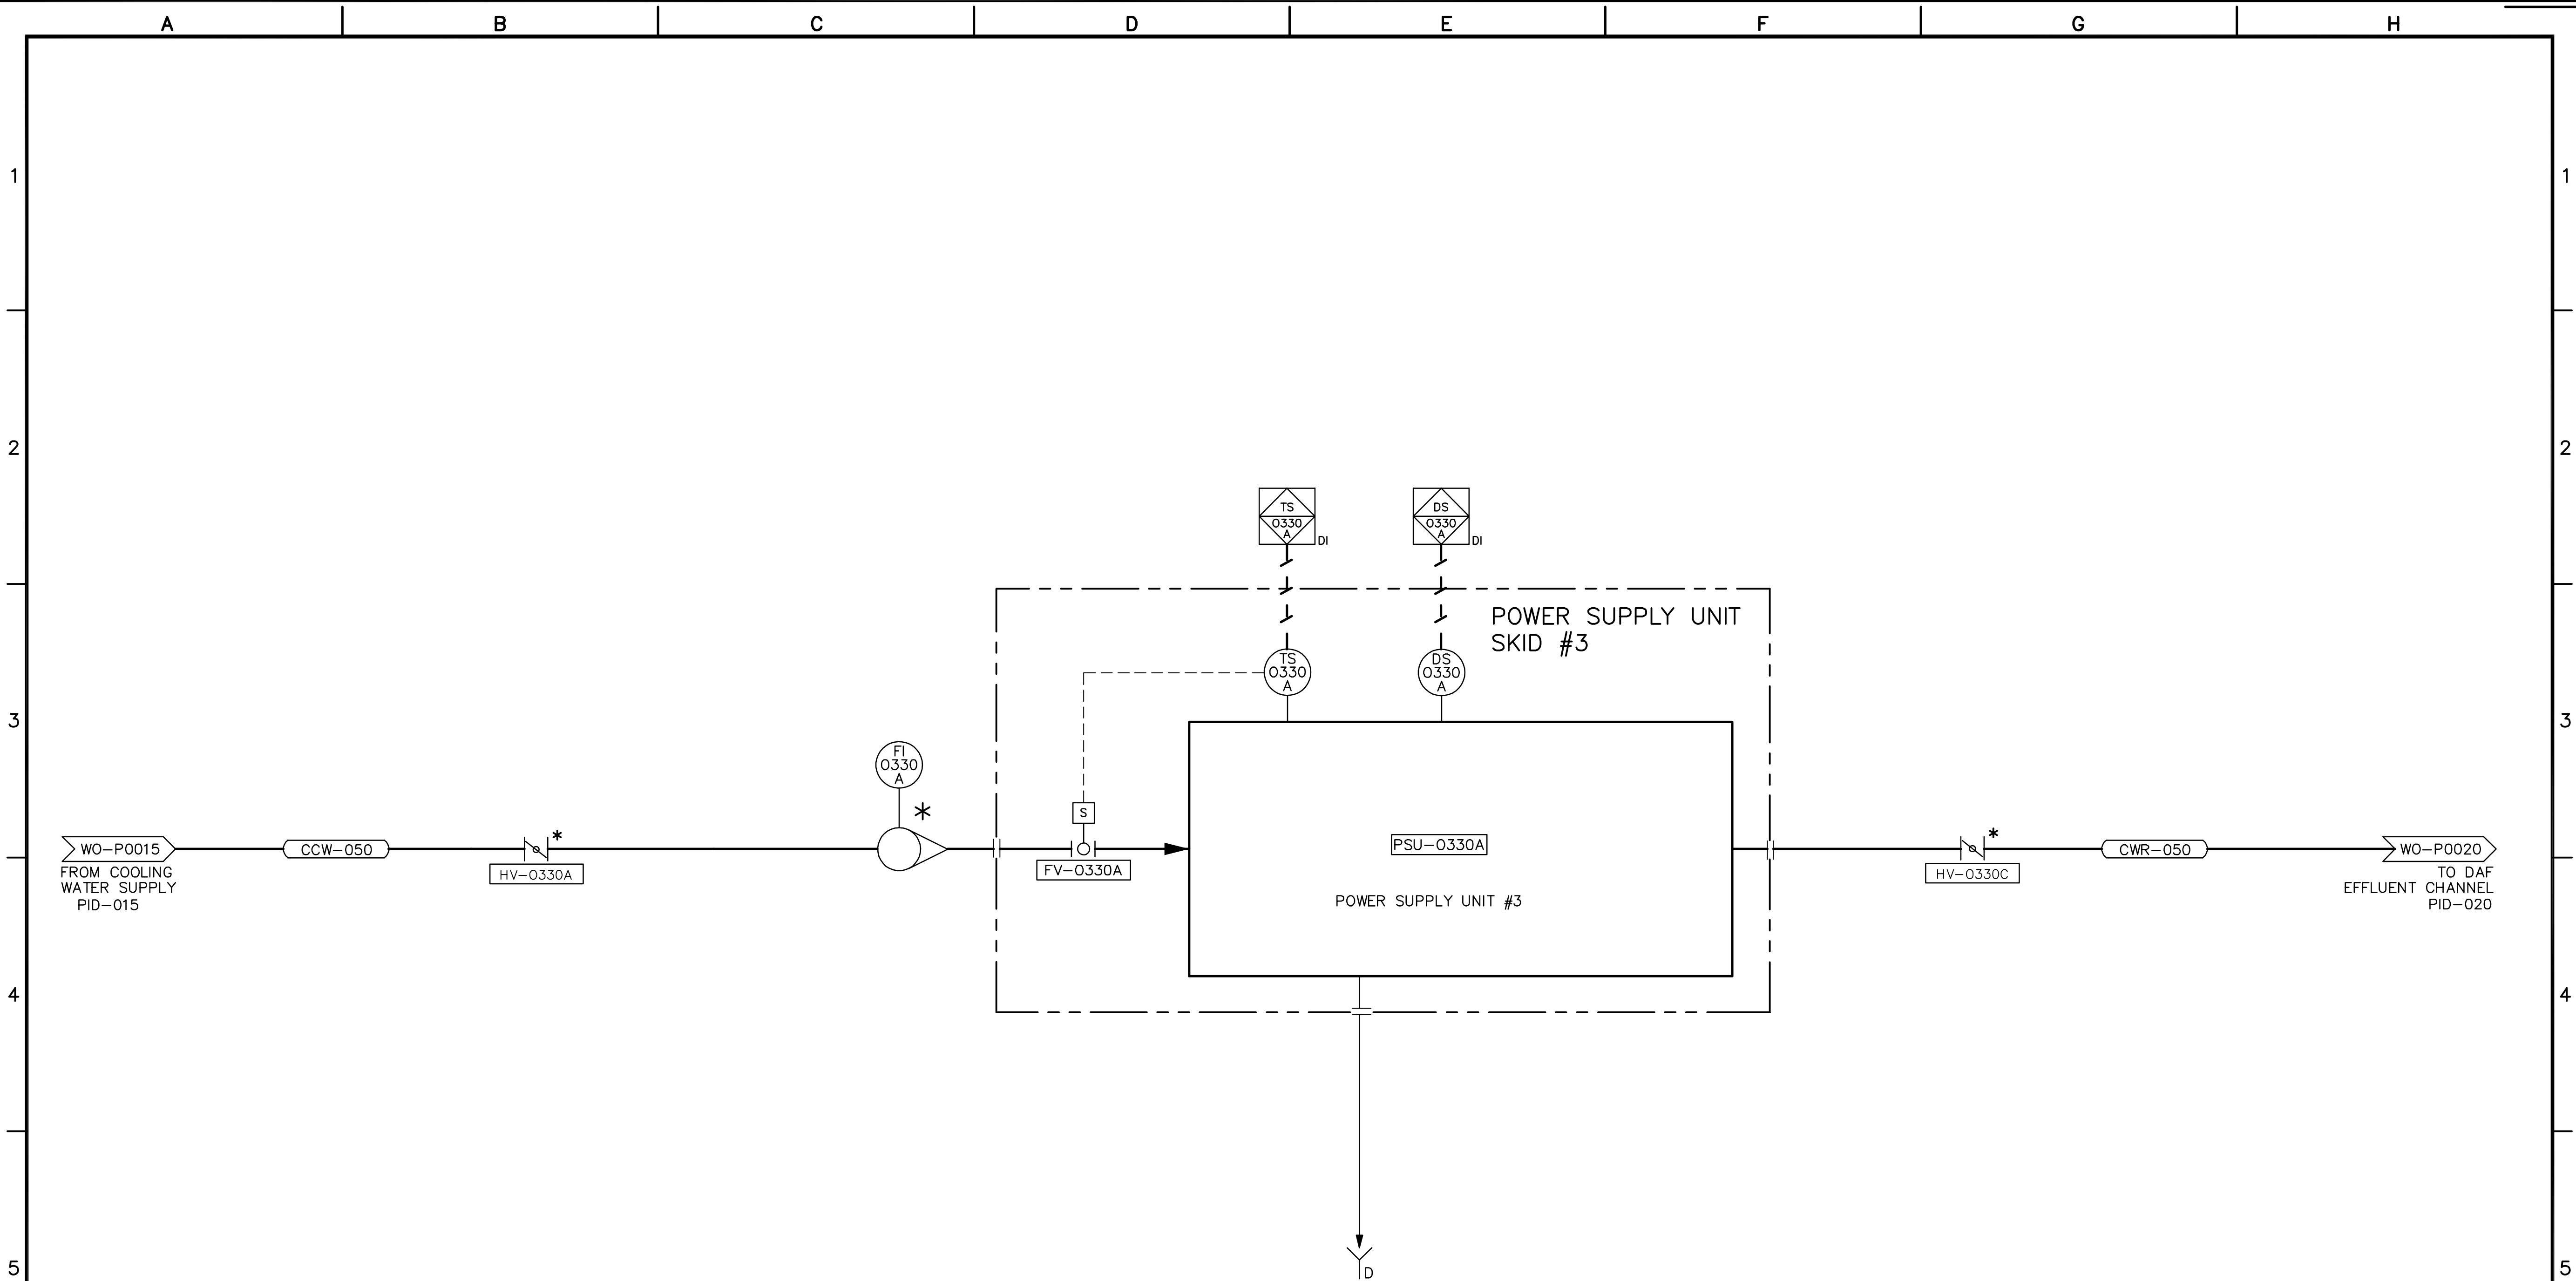 A B C D E F G H
1 1
2 2
TS
0330
A
DI
DS
0330
A
DI
POWER SUPPLY UNIT
SKID #3
TS
0330
A
DS
0330
A
3 3
FI
0330
A
*
S
WO-P0015
FROM COOLING
WATER SUPPLY
PID-015
CCW-050
*
HV-0330A
FV-0330A
PSU-0330A
POWER SUPPLY UNIT #3
*
HV-0330C
CWR-050
WO-P0020
TO DAF
EFFLUENT CHANNEL
PID-020
4 4
D
5 5